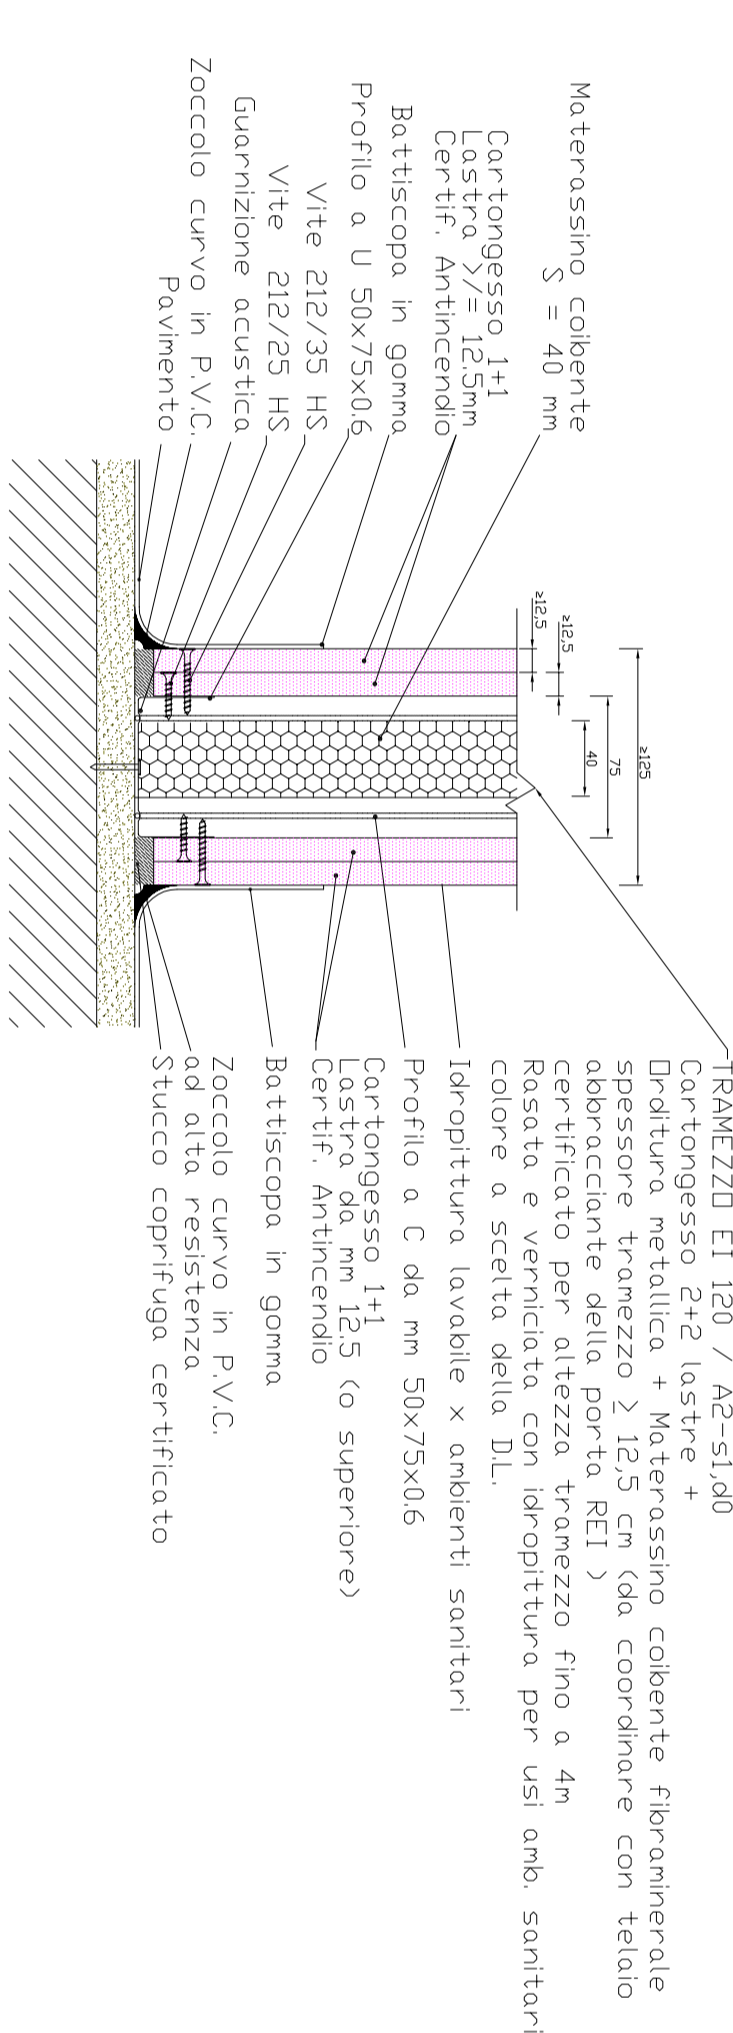 Materassino coibente
S = 40 mm
Cartongesso 1+1
Lastra >/= 12.5mm
Certif. Antincendio
Battiscopa in gomma
Profilo a U 50x75x0.6
Vite 212/35 HS
Vite 212/25 HS
Guarnizione acustica
Zoccolo curvo in P.V.C.
Pavimento
≥12,5
≥12,5
≥125
75
40
TRAMEZZO EI 120 / A2-s1,d0
Cartongesso 2+2 lastre +
Orditura metallica + Materassino coibente fibraminerale
spessore tramezzo ≥ 12,5 cm (da coordinare con telaio
abbracciante della porta REI )
certificato per altezza tramezzo fino a 4m
Rasata e verniciata con idropittura per usi amb. sanitari
colore a scelta della D.L.
Idropittura lavabile x ambienti sanitari
Profilo a C da mm 50x75x0.6
Cartongesso 1+1
Lastra da mm 12.5 (o superiore)
Certif. Antincendio
Battiscopa in gomma
Zoccolo curvo in P.V.C.
ad alta resistenza
Stucco coprifuga certificato